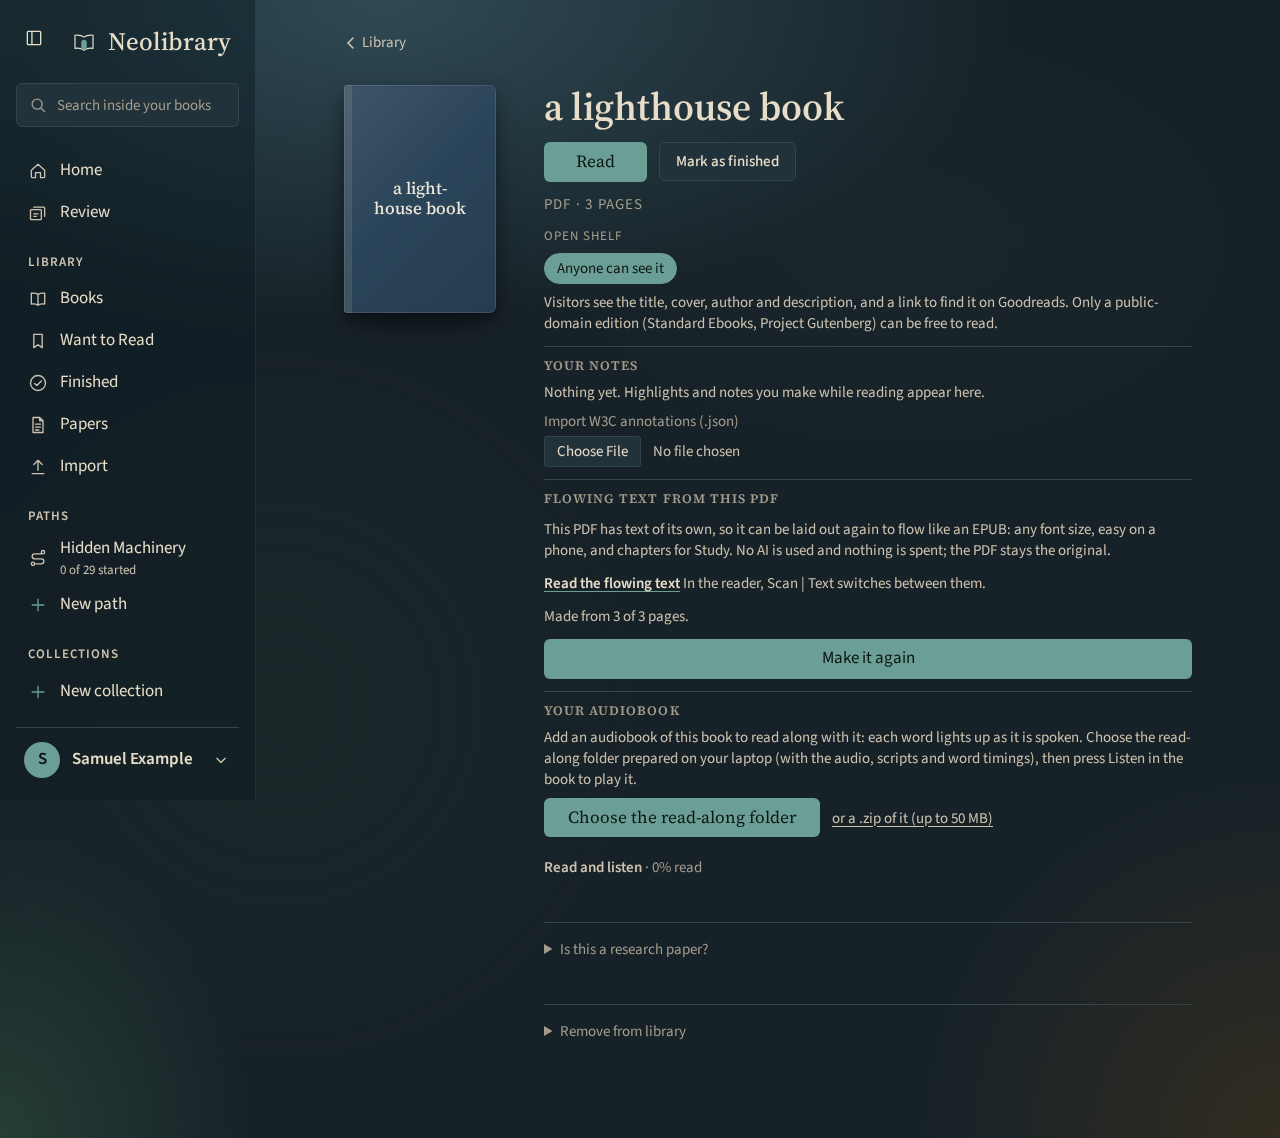 Neolibrary
Search inside your books
Home
Review
LIBRARY
Books
Want to Read
Finished
Papers
Import
PATHS
Hidden Machinery
0 of 29 started
New path
COLLECTIONS
New collection
S
Samuel Example
Library
a light-
house book
a lighthouse book
Read
Mark as finished
PDF · 3 PAGES
OPEN SHELF
Anyone can see it
Visitors see the title, cover, author and description, and a link to find it on Goodreads. Only a public-
domain edition (Standard Ebooks, Project Gutenberg) can be free to read.
YOUR NOTES
Nothing yet. Highlights and notes you make while reading appear here.
Import W3C annotations (.json)
Choose File No file chosen
FLOWING TEXT FROM THIS PDF
This PDF has text of its own, so it can be laid out again to flow like an EPUB: any font size, easy on a
phone, and chapters for Study. No AI is used and nothing is spent; the PDF stays the original.
Read the flowing text In the reader, Scan | Text switches between them.
Made from 3 of 3 pages.
Make it again
YOUR AUDIOBOOK
Add an audiobook of this book to read along with it: each word lights up as it is spoken. Choose the read-
along folder prepared on your laptop (with the audio, scripts and word timings), then press Listen in the
book to play it.
Choose the read-along folder or a .zip of it (up to 50 MB)
Read and listen · 0% read
Is this a research paper?
Remove from library